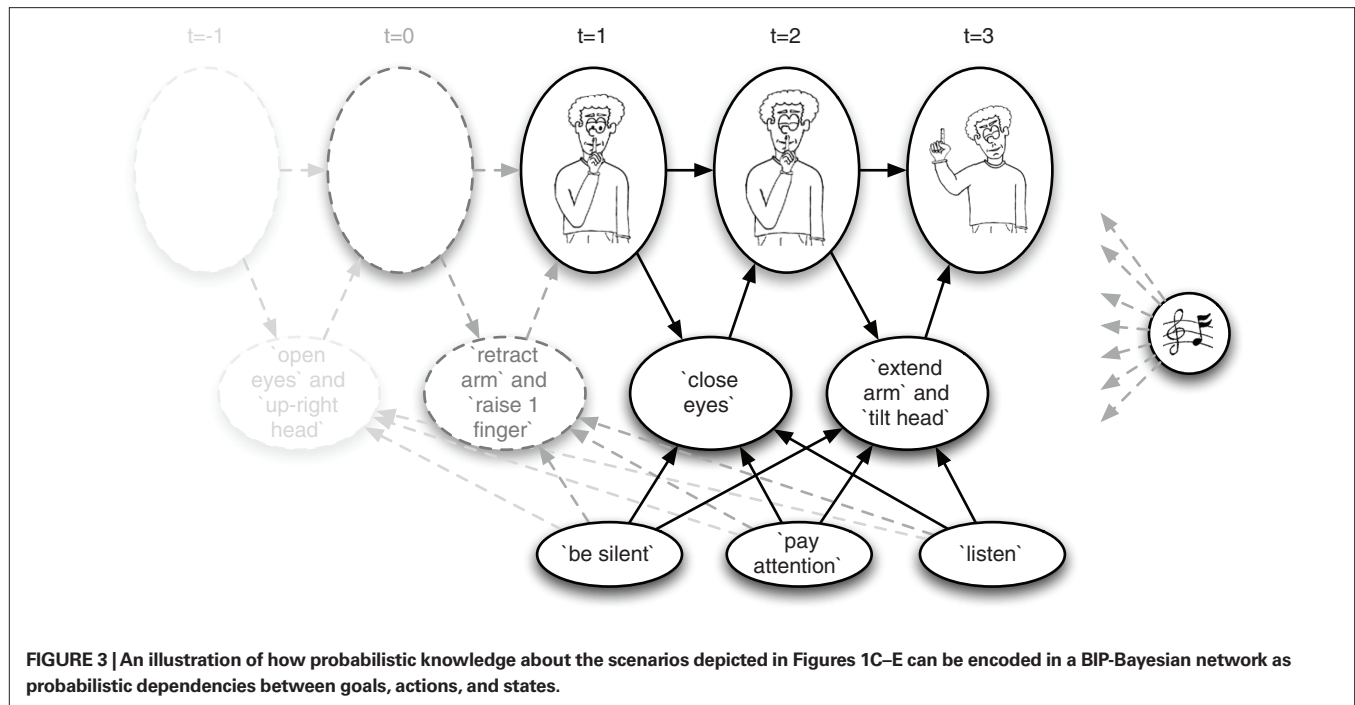 t=-1 t=0 t=1 t=2 t=3
`open
eyes` and
`up-right
head`
`retract
arm` and
`raise 1
finger`
`close
eyes`
`extend
arm` and
`tilt head`
`be silent`
`pay
attention`
`listen`
FIGURE 3 | An illustration of how probabilistic knowledge about the scenarios depicted in Figures 1C–E can be encoded in a BIP-Bayesian network as
probabilistic dependencies between goals, actions, and states.